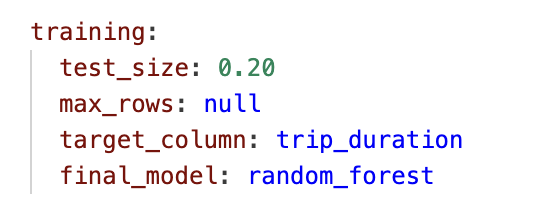 training:
  test_size: 0.20
  max_rows: null
  target_column: trip_duration
  final_model: random_forest